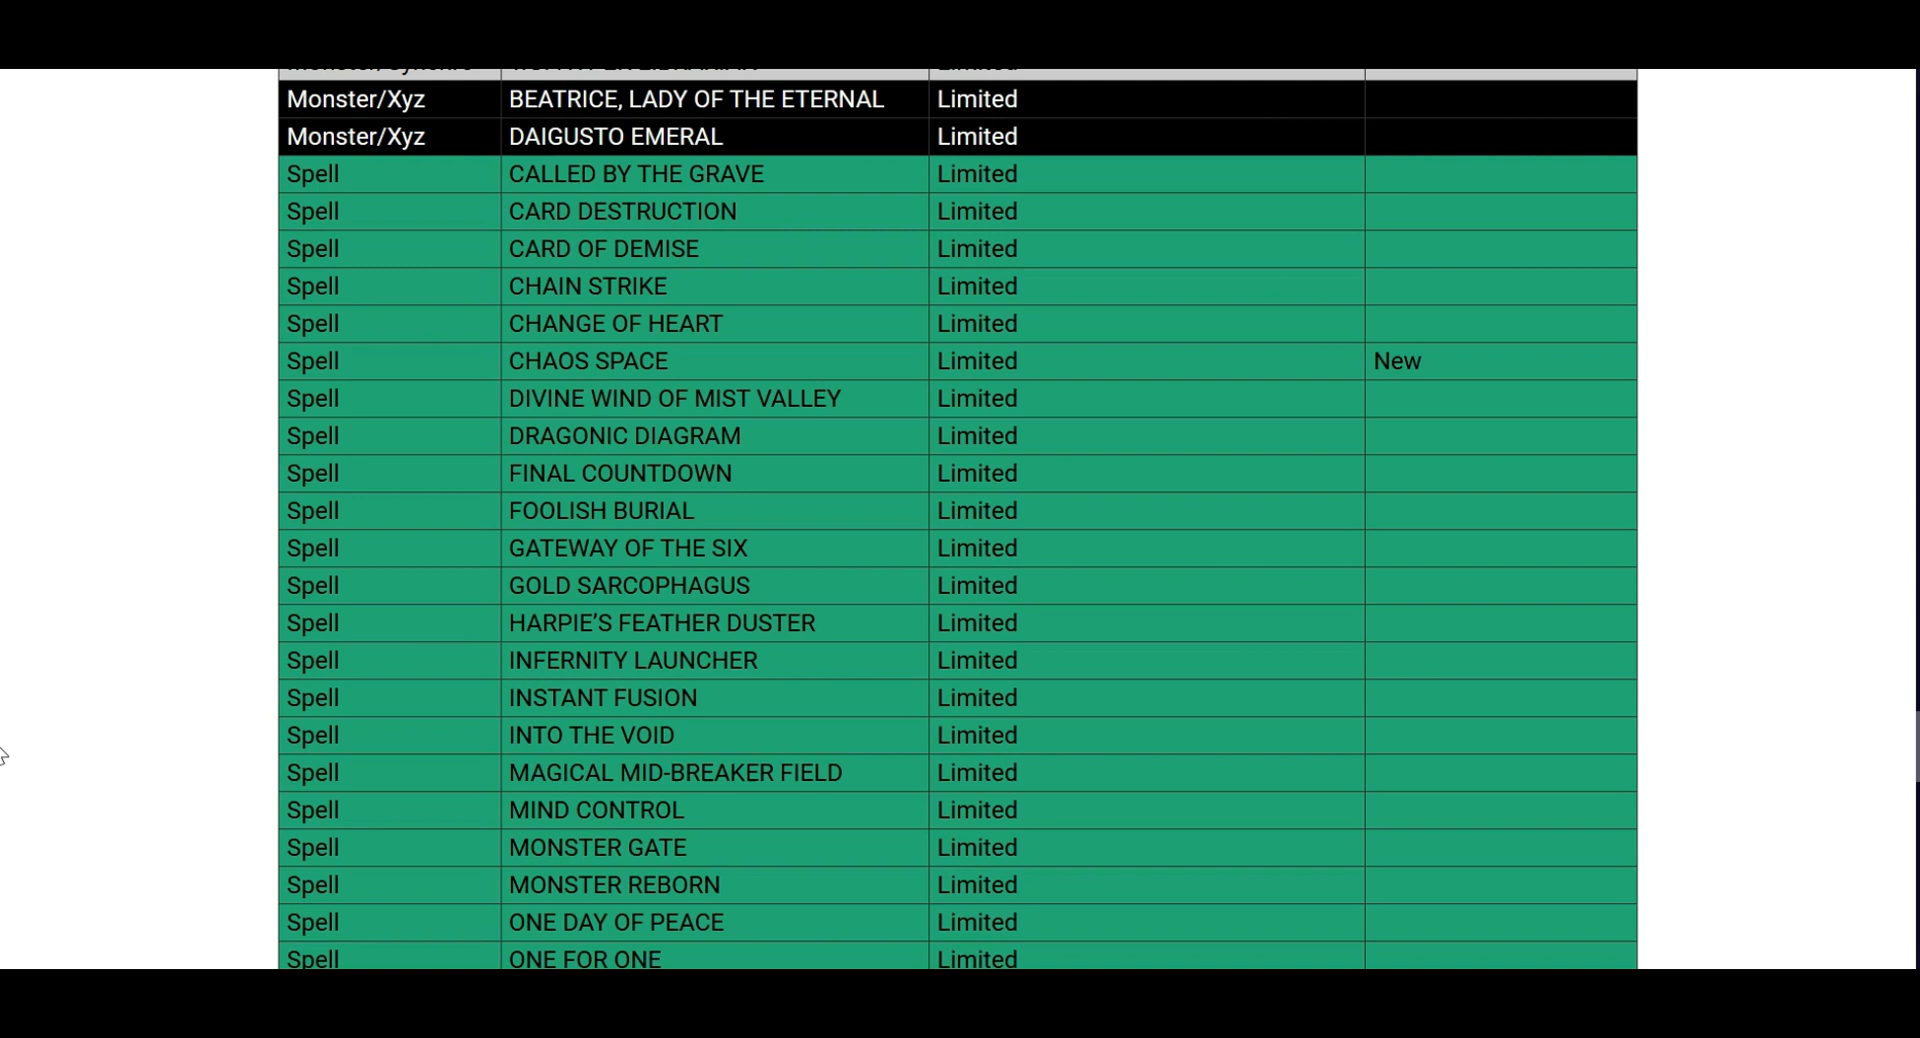 Monster/Xyz BEATRICE, LADY OF THE ETERNAL Limited
Monster/Xyz DAIGUSTO EMERAL Limited
Spell CALLED BY THE GRAVE Limited
Spell CARD DESTRUCTION Limited
Spell CARD OF DEMISE Limited
Spell CHAIN STRIKE Limited
Spell CHANGE OF HEART Limited
Spell CHAOS SPACE Limited New
Spell DIVINE WIND OF MIST VALLEY Limited
Spell DRAGONIC DIAGRAM Limited
Spell FINAL COUNTDOWN Limited
Spell FOOLISH BURIAL Limited
Spell GATEWAY OF THE SIX Limited
Spell GOLD SARCOPHAGUS Limited
Spell HARPIE’S FEATHER DUSTER Limited
Spell INFERNITY LAUNCHER Limited
Spell INSTANT FUSION Limited
Spell INTO THE VOID Limited
Spell MAGICAL MID-BREAKER FIELD Limited
Spell MIND CONTROL Limited
Spell MONSTER GATE Limited
Spell MONSTER REBORN Limited
Spell ONE DAY OF PEACE Limited
Spell ONE FOR ONE Limited